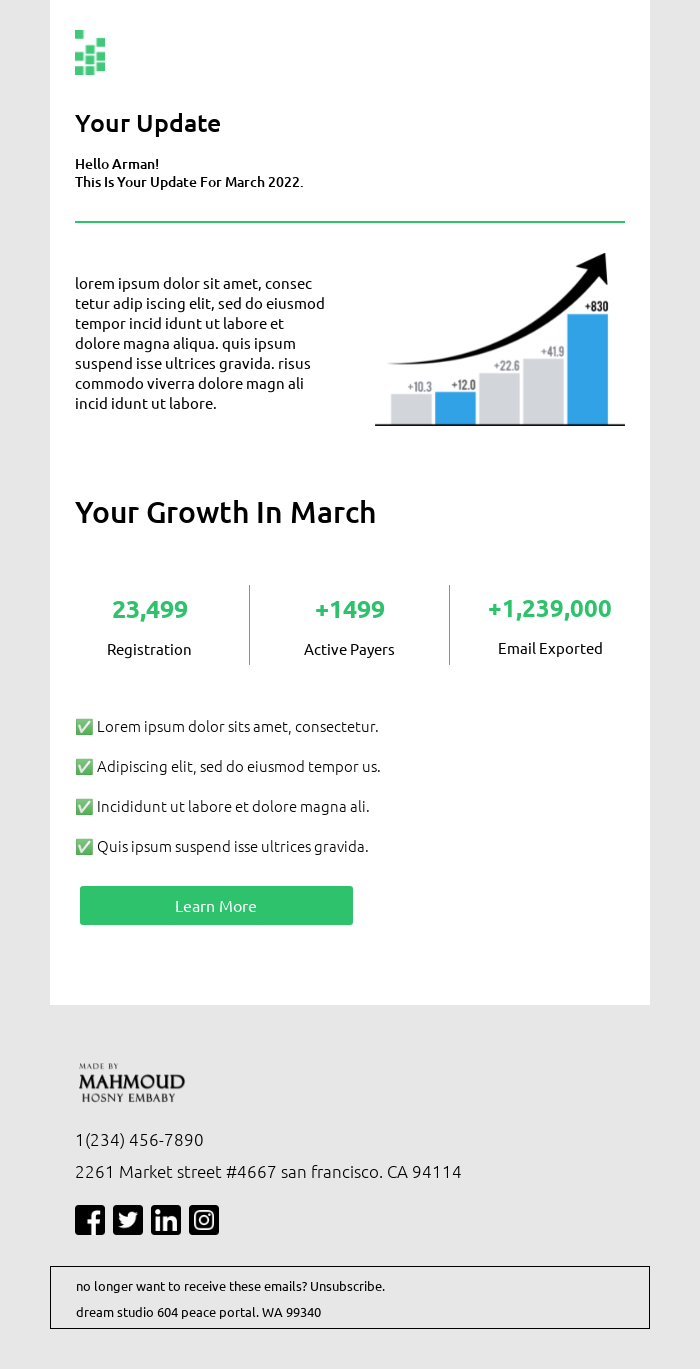 Your Update
Hello Arman!
This Is Your Update For March 2022.
lorem ipsum dolor sit amet, consec
tetur adip iscing elit, sed do eiusmod
tempor incid idunt ut labore et
dolore magna aliqua. quis ipsum
suspend isse ultrices gravida. risus
commodo viverra dolore magn ali
incid idunt ut labore.
+10.3
+12.0
+22.6
+41.9
+830
Your Growth In March
23,499
Registration
+1499
Active Payers
+1,239,000
Email Exported
✅ Lorem ipsum dolor sits amet, consectetur.
✅ Adipiscing elit, sed do eiusmod tempor us.
✅ Incididunt ut labore et dolore magna ali.
✅ Quis ipsum suspend isse ultrices gravida.
Learn More
MADE BY
MAHMOUD
HOSNY EMBABY
1(234) 456-7890
2261 Market street #4667 san francisco. CA 94114
no longer want to receive these emails? Unsubscribe.
dream studio 604 peace portal. WA 99340